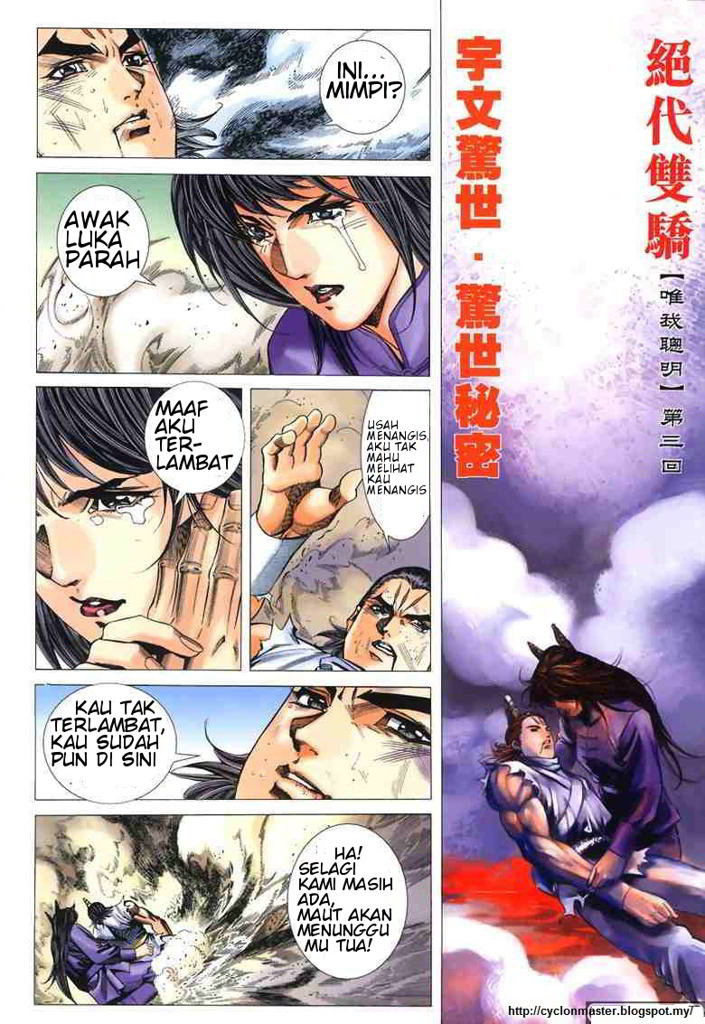 INI...
MIMPI?
AWAK
LUKA
PARAH
MAAF
AKU
TER-
LAMBAT
USAH
MENANGIS,
AKU TAK
MAHU
MELIHAT
KAU
MENANGIS
KAU TAK
TERLAMBAT,
KAU SUDAH
PUN DI SINI
HA!
SELAGI
KAMI MASIH
ADA,
MAUT AKAN
MENUNGGU
MU TUA!
絕代雙驕
【唯我聰明】第三回
宇文驚世·驚世秘密
http://cyclonmaster.blogspot.my/